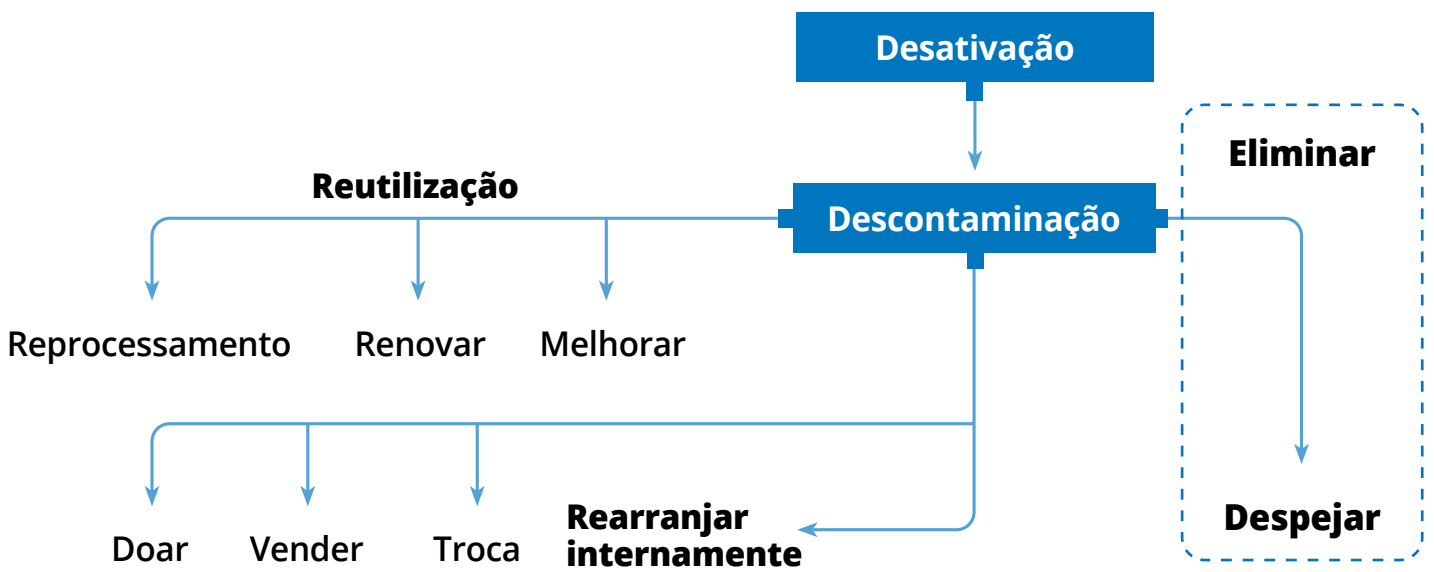 Desativação
Eliminar
Reutilização
Descontaminação
Reprocessamento
Renovar
Melhorar
Doar
Vender
Troca
Rearranjar
internamente
Despejar